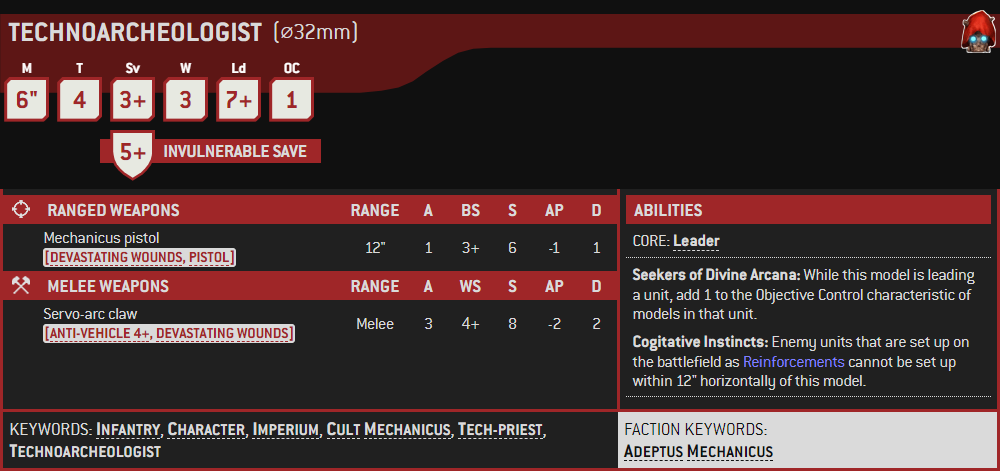 TECHNOARCHEOLOGIST (⌀32mm)
M T Sv W Ld OC
6" 4 3+ 3 7+ 1
5+ INVULNERABLE SAVE
RANGED WEAPONS RANGE A BS S AP D
Mechanicus pistol
[DEVASTATING WOUNDS, PISTOL]
12" 1 3+ 6 -1 1
MELEE WEAPONS RANGE A WS S AP D
Servo-arc claw
[ANTI-VEHICLE 4+, DEVASTATING WOUNDS]
Melee 3 4+ 8 -2 2
ABILITIES
CORE: Leader
Seekers of Divine Arcana: While this model is leading
a unit, add 1 to the Objective Control characteristic of
models in that unit.
Cogitative Instincts: Enemy units that are set up on
the battlefield as Reinforcements cannot be set up
within 12" horizontally of this model.
KEYWORDS: INFANTRY, CHARACTER, IMPERIUM, CULT MECHANICUS, TECH-PRIEST,
TECHNOARCHEOLOGIST
FACTION KEYWORDS:
ADEPTUS MECHANICUS